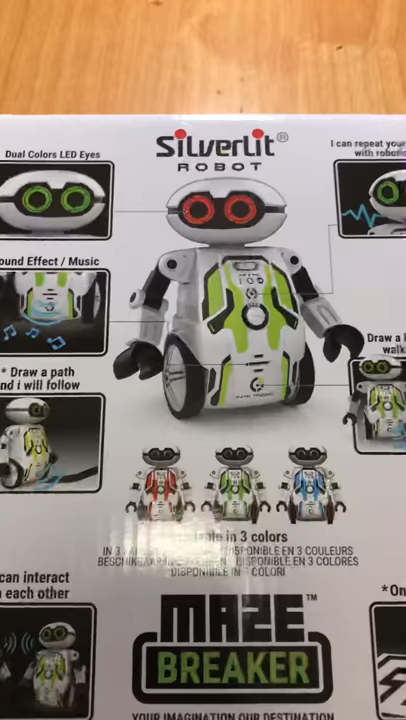 Silverlit®
ROBOT
Dual Colors LED Eyes
I can repeat your
with robotic
ound Effect / Music
* Draw a path
nd i will follow
Draw a
walk
in 3 colors
IN 3
DISPONIBLE EN 3 COULEURS
DISPONIBLE EN 3 COLORES
DISPONIBILE IN 3 COLORI
can interact
each other
* On
MAZE™
BREAKER
YOUR IMAGINATION OUR DESTINATION